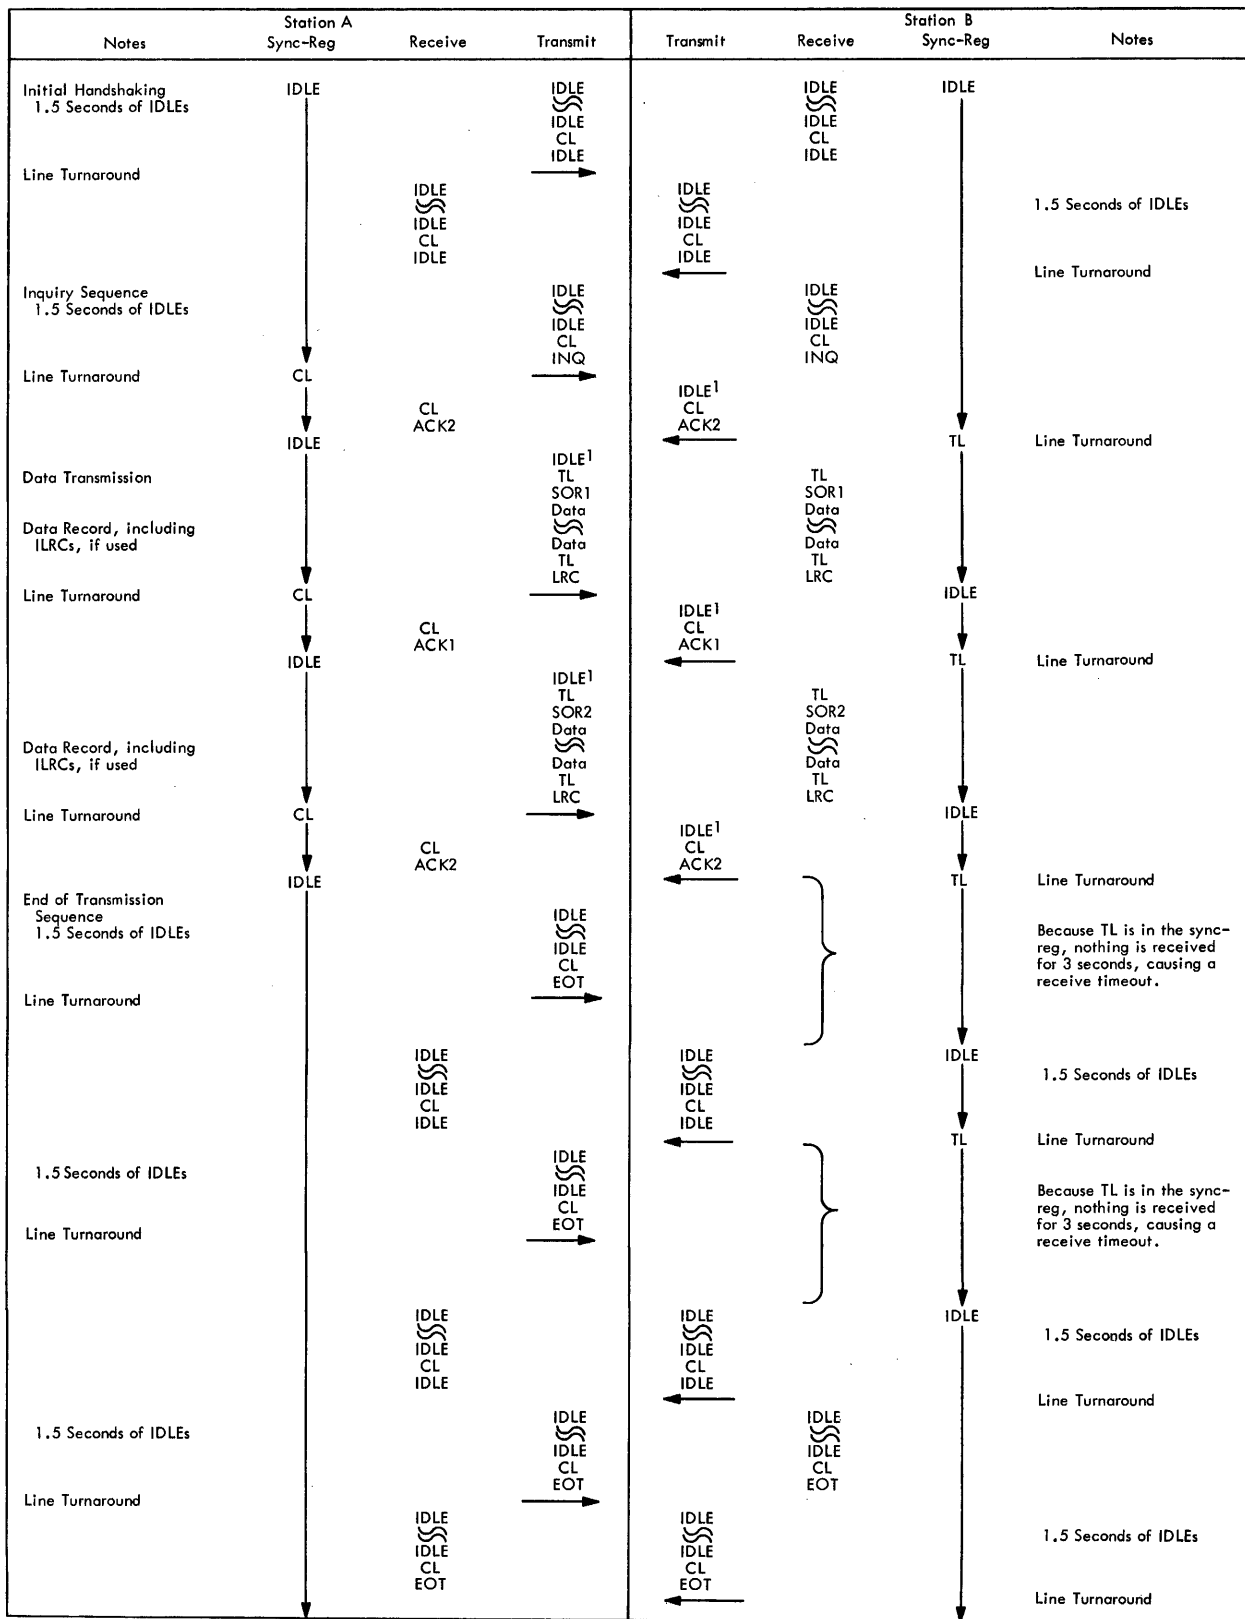 Station A Station B
Notes Sync-Reg Receive Transmit Transmit Receive Sync-Reg Notes
Initial Handshaking IDLE IDLE IDLE IDLE
1.5 Seconds of IDLEs
IDLE IDLE
CL CL
IDLE IDLE
Line Turnaround
IDLE IDLE
1.5 Seconds of IDLEs
IDLE IDLE
CL CL
IDLE IDLE
Line Turnaround
Inquiry Sequence IDLE IDLE
1.5 Seconds of IDLEs
IDLE IDLE
CL CL
INQ INQ
Line Turnaround CL
IDLE1
CL CL
ACK2 ACK2
IDLE TL Line Turnaround
IDLE1
Data Transmission TL TL
SOR1 SOR1
Data Data
Data Record, including
ILRCs, if used Data Data
TL TL
LRC LRC
Line Turnaround CL IDLE
IDLE1
CL CL
ACK1 ACK1
IDLE TL Line Turnaround
IDLE1
TL TL
SOR2 SOR2
Data Data
Data Record, including
ILRCs, if used Data Data
TL TL
LRC LRC
Line Turnaround CL IDLE
IDLE1
CL CL
ACK2 ACK2
IDLE TL Line Turnaround
End of Transmission
Sequence IDLE
1.5 Seconds of IDLEs Because TL is in the sync-
IDLE reg, nothing is received
CL for 3 seconds, causing a
EOT receive timeout.
Line Turnaround
IDLE IDLE IDLE
1.5 Seconds of IDLEs
IDLE IDLE
CL CL
IDLE IDLE
TL Line Turnaround
IDLE
1.5 Seconds of IDLEs
IDLE Because TL is in the sync-
CL reg, nothing is received
EOT for 3 seconds, causing a
Line Turnaround receive timeout.
IDLE IDLE IDLE
1.5 Seconds of IDLEs
IDLE IDLE
CL CL
IDLE IDLE
Line Turnaround
IDLE IDLE
1.5 Seconds of IDLEs
IDLE IDLE
CL CL
EOT EOT
Line Turnaround
IDLE IDLE
1.5 Seconds of IDLEs
IDLE IDLE
CL CL
EOT EOT
Line Turnaround